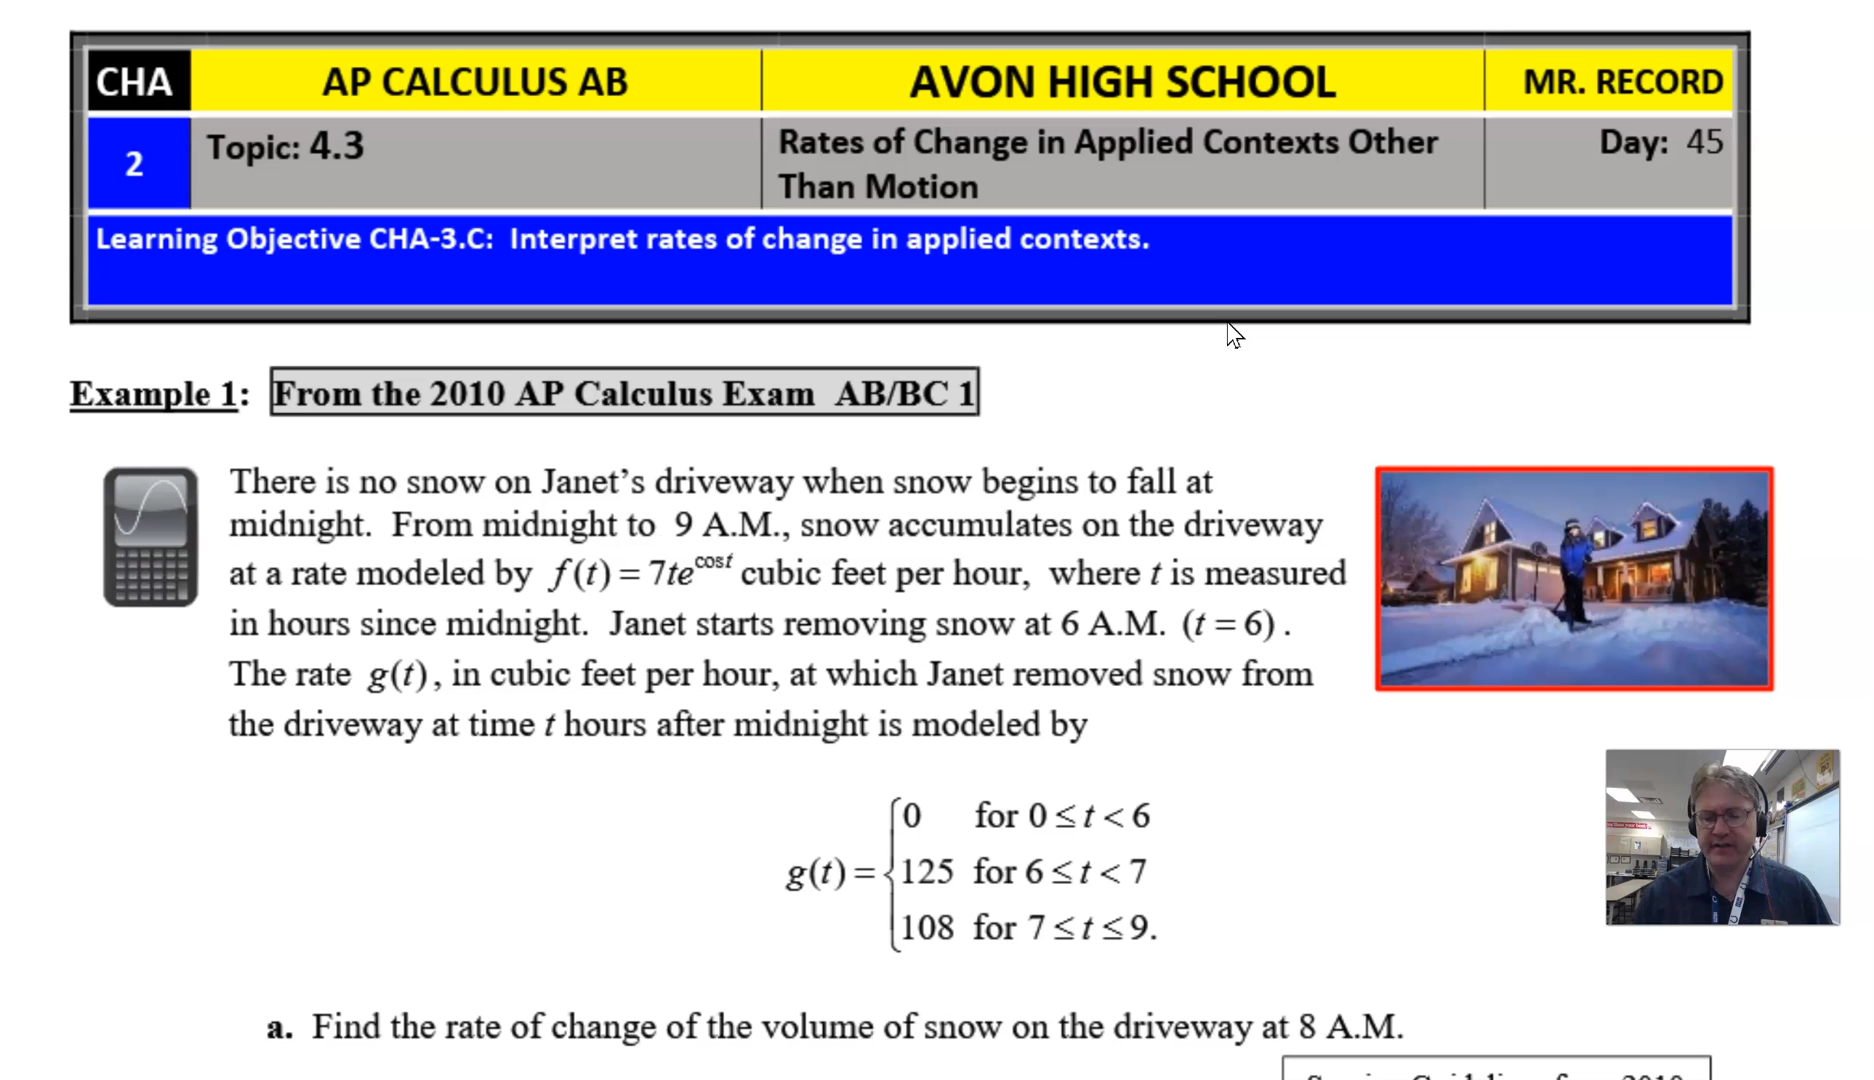 CHA AP CALCULUS AB AVON HIGH SCHOOL MR. RECORD
2 Topic: 4.3 Rates of Change in Applied Contexts Other Than Motion Day: 45
Learning Objective CHA-3.C: Interpret rates of change in applied contexts.
Example 1: From the 2010 AP Calculus Exam AB/BC 1
There is no snow on Janet’s driveway when snow begins to fall at
midnight. From midnight to 9 A.M., snow accumulates on the driveway
at a rate modeled by f(t) = 7te^{cos t} cubic feet per hour, where t is measured
in hours since midnight. Janet starts removing snow at 6 A.M. (t = 6).
The rate g(t), in cubic feet per hour, at which Janet removed snow from
the driveway at time t hours after midnight is modeled by
0 for 0 ≤ t < 6
g(t) = { 125 for 6 ≤ t < 7
108 for 7 ≤ t ≤ 9.
a. Find the rate of change of the volume of snow on the driveway at 8 A.M.